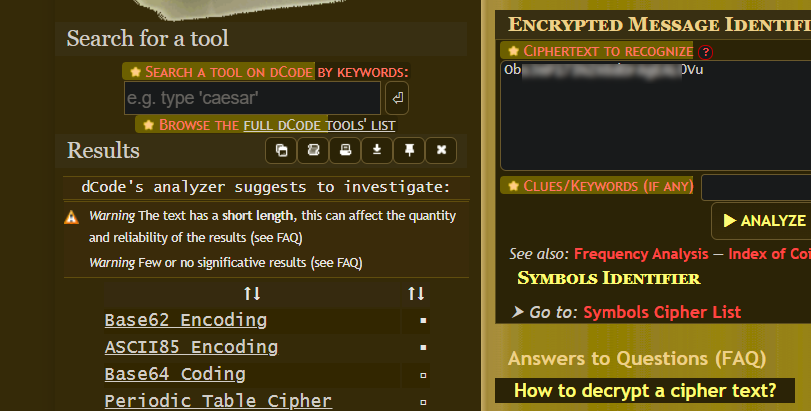 Search for a tool
★ Search a tool on dCode by keywords:
e.g. type 'caesar'
★ Browse the full dCode tools' list
Results
dCode's analyzer suggests to investigate:
Warning The text has a short length, this can affect the quantity
and reliability of the results (see FAQ)
Warning Few or no significative results (see FAQ)
↑↓ ↑↓
Base62 Encoding ▪
ASCII85 Encoding ▪
Base64 Coding ▫
Periodic Table Cipher ▫
Encrypted Message Identifi
★ Ciphertext to recognize ?
0Vu
★ Clues/Keywords (if any)
▶ ANALYZE
See also: Frequency Analysis — Index of Coi
Symbols Identifier
➤ Go to: Symbols Cipher List
Answers to Questions (FAQ)
How to decrypt a cipher text?